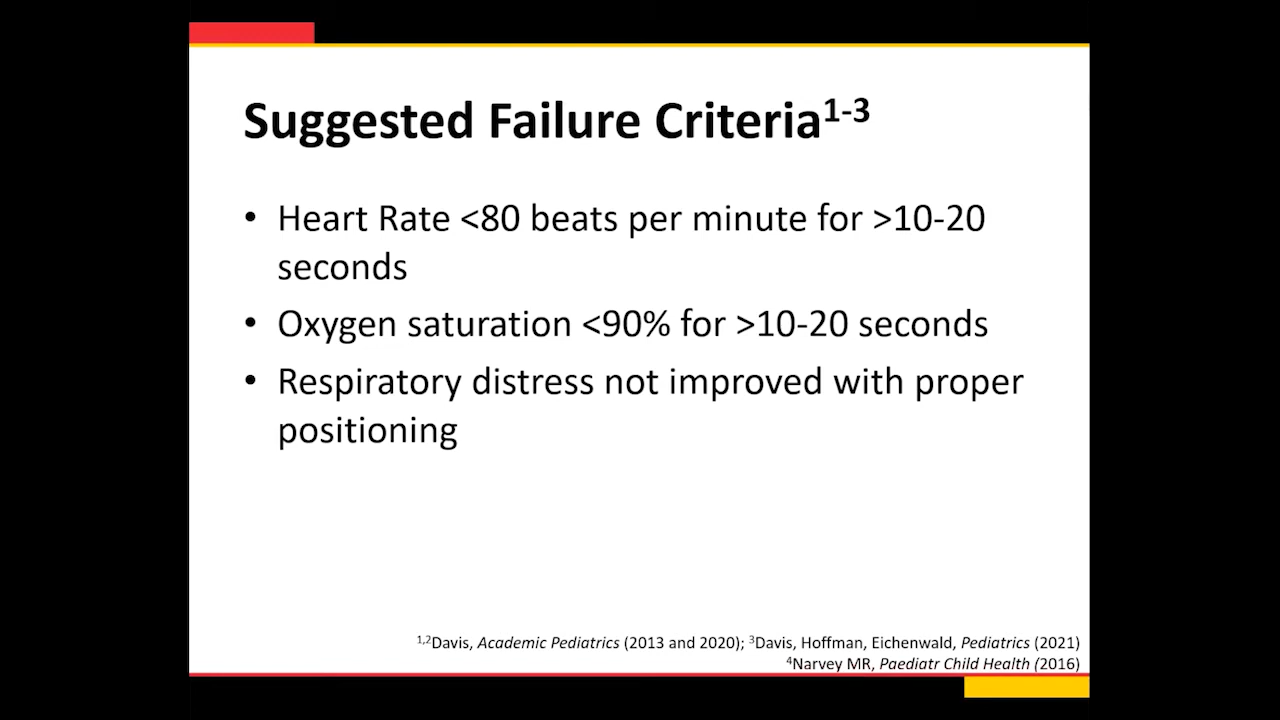 Suggested Failure Criteria¹⁻³
• Heart Rate <80 beats per minute for >10-20
seconds
• Oxygen saturation <90% for >10-20 seconds
• Respiratory distress not improved with proper
positioning
¹,²Davis, Academic Pediatrics (2013 and 2020); ³Davis, Hoffman, Eichenwald, Pediatrics (2021)
⁴Narvey MR, Paediatr Child Health (2016)